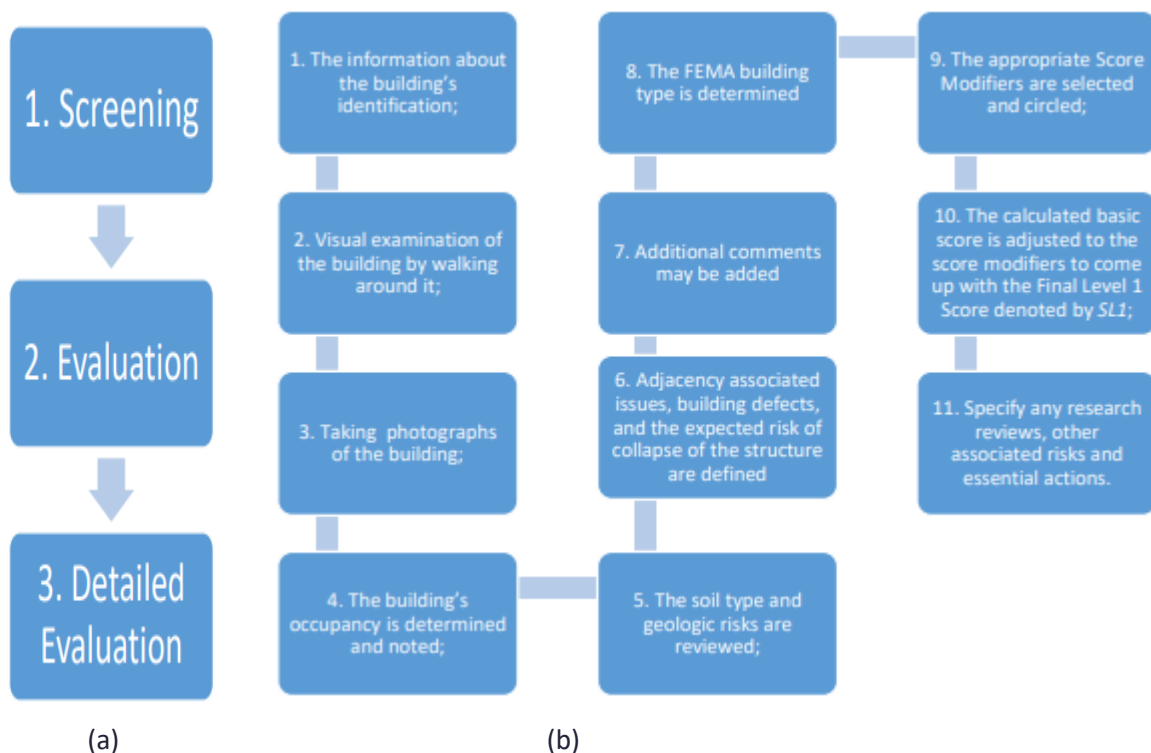 1. Screening
2. Evaluation
3. Detailed
Evaluation
(a)
1. The information about
the building's
identification;
2. Visual examination of
the building by walking
around it;
3. Taking photographs
of the building;
4. The building's
occupancy is determined
and noted;
5. The soil type and
geologic risks are
reviewed;
6. Adjacency associated
issues, building defects,
and the expected risk of
collapse of the structure
are defined
7. Additional comments
may be added
8. The FEMA building
type is determined
9. The appropriate Score
Modifiers are selected
and circled;
10. The calculated basic
score is adjusted to the
score modifiers to come
up with the Final Level 1
Score denoted by SL1;
11. Specify any research
reviews, other
associated risks and
essential actions.
(b)